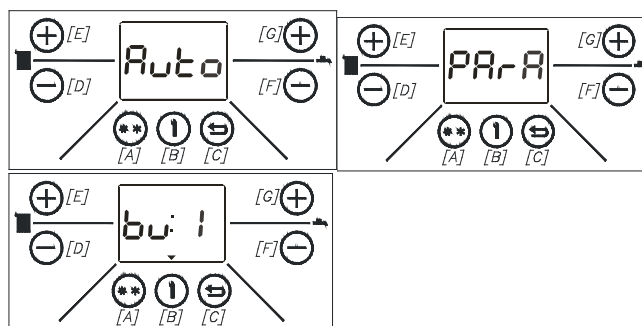 [E] [G]
Auto
[D] [F]
[A] [B] [C]
[E] [G]
PArA
[D] [F]
[A] [B] [C]
[E] [G]
bu: 1
[D] [F]
[A] [B] [C]